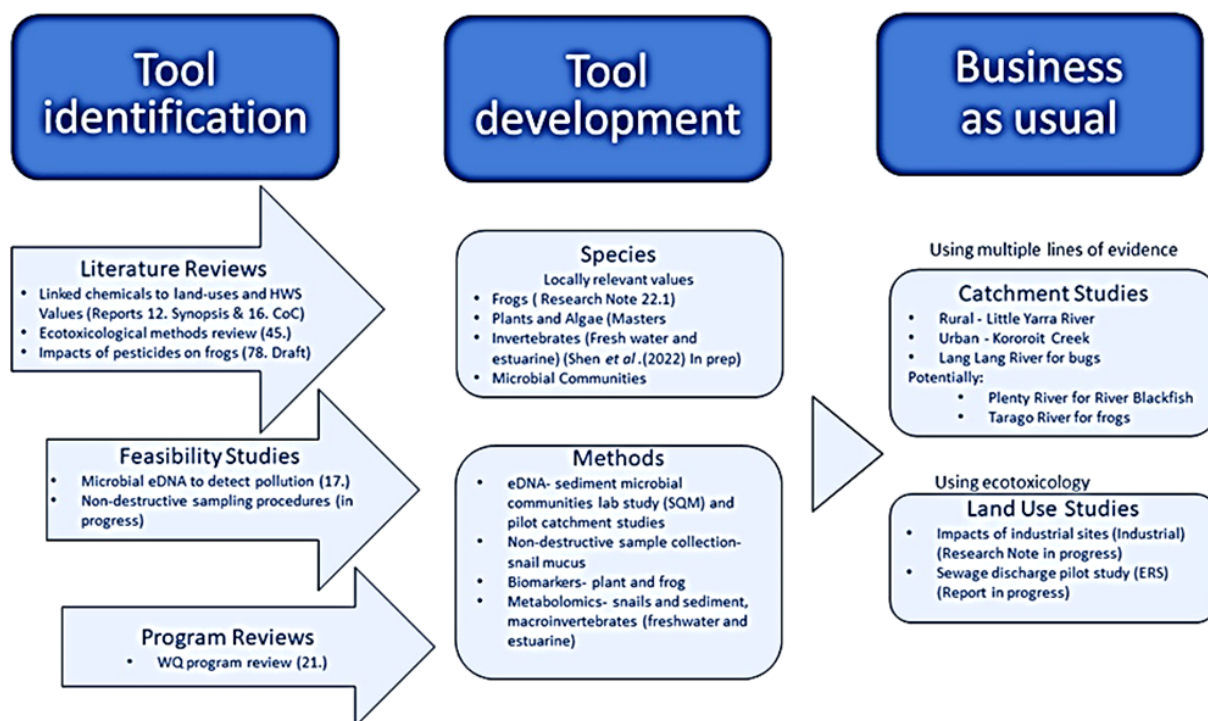 Tool
identification
Literature Reviews
• Linked chemicals to land-uses and HWS
Values (Reports 12. Synopsis & 16. CoC)
• Ecotoxicological methods review (45.)
• Impacts of pesticides on frogs (78. Draft)
Feasibility Studies
• Microbial eDNA to detect pollution (17.)
• Non-destructive sampling procedures (in
progress)
Program Reviews
• WQ program review (21.)
Tool
development
Species
Locally relevant values
• Frogs ( Research Note 22.1)
• Plants and Algae (Masters
• Invertebrates (Fresh water and
estuarine) (Shen et al.(2022) In prep)
• Microbial Communities
Methods
• eDNA- sediment microbial
communities lab study (SQM) and
pilot catchment studies
• Non-destructive sample collection-
snail mucus
• Biomarkers- plant and frog
• Metabolomics- snails and sediment,
macroinvertebrates (freshwater and
estuarine)
Business
as usual
Using multiple lines of evidence
Catchment Studies
• Rural - Little Yarra River
• Urban - Kororoit Creek
• Lang Lang River for bugs
Potentially:
• Plenty River for River Blackfish
• Tarago River for frogs
Using ecotoxicology
Land Use Studies
• Impacts of industrial sites (Industrial)
(Research Note in progress)
• Sewage discharge pilot study (ERS)
(Report in progress)